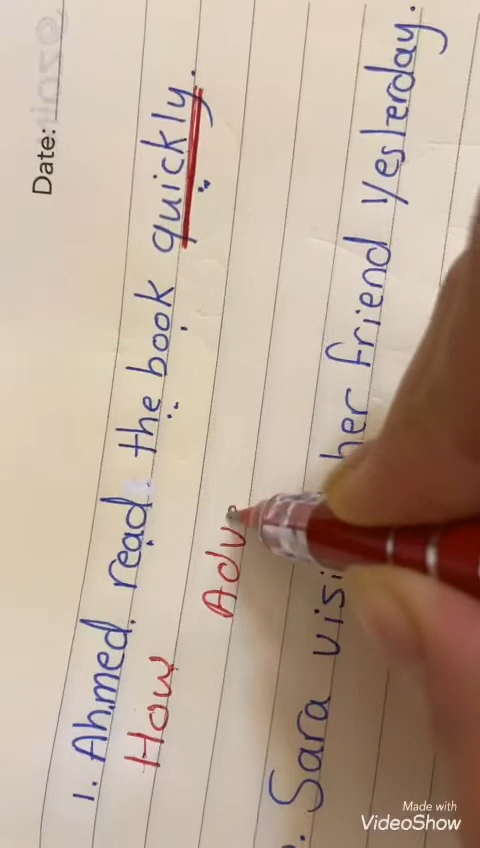 Date:
1. Ahmed read the book quickly.
How
Adv
. Sara visi her friend yesterday.
Made with
VideoShow